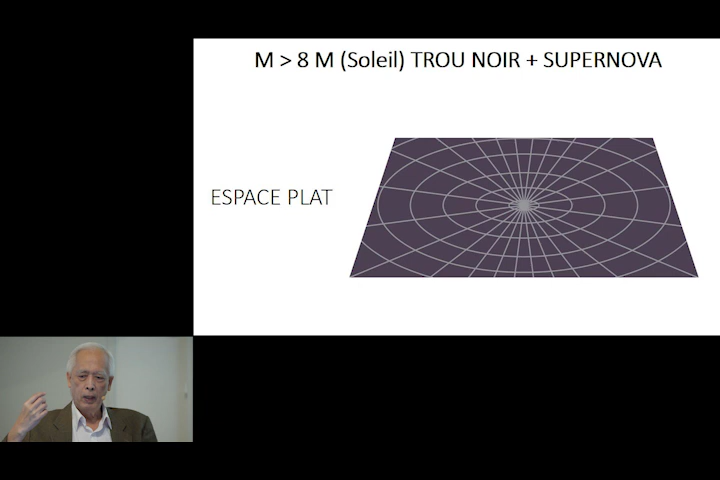 M > 8 M (Soleil) TROU NOIR + SUPERNOVA
ESPACE PLAT